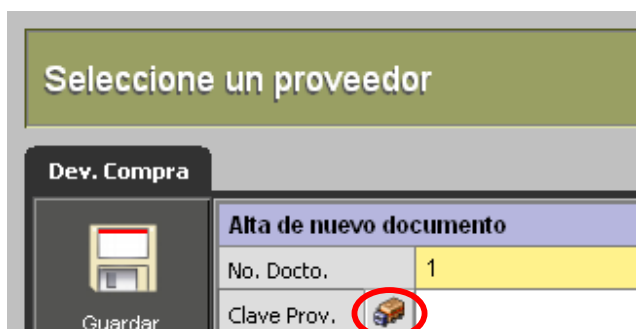 Seleccione un proveedor
Dev. Compra
Alta de nuevo documento
No. Docto. 1
Clave Prov.
Guardar